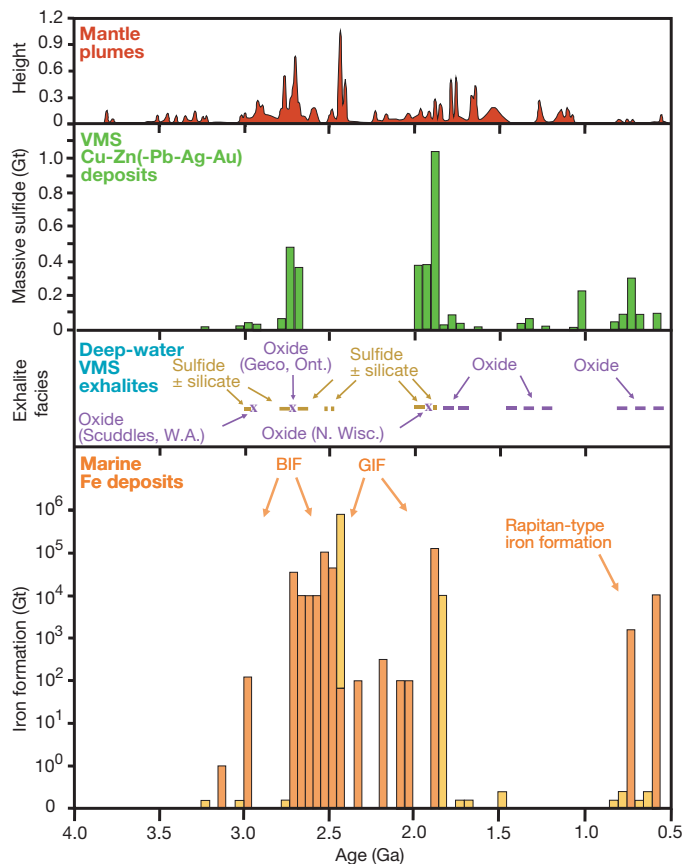 1.2
0.9
0.6
0.3
0
Height
Mantle
plumes
VMS
Cu-Zn(-Pb-Ag-Au)
deposits
1.0
0.8
0.6
0.4
0.2
0
Massive sulfide (Gt)
Deep-water
VMS
exhalites
Exhalite
facies
Oxide
(Geco, Ont.)
Sulfide
± silicate
Sulfide
± silicate
Oxide
Oxide
x
x
x
Oxide
(Scuddles, W.A.)
Oxide (N. Wisc.)
Marine
Fe deposits
BIF
GIF
Rapitan-type
iron formation
10⁶
10⁵
10⁴
10³
10²
10¹
10⁰
0
Iron formation (Gt)
4.0 3.5 3.0 2.5 2.0 1.5 1.0 0.5
Age (Ga)